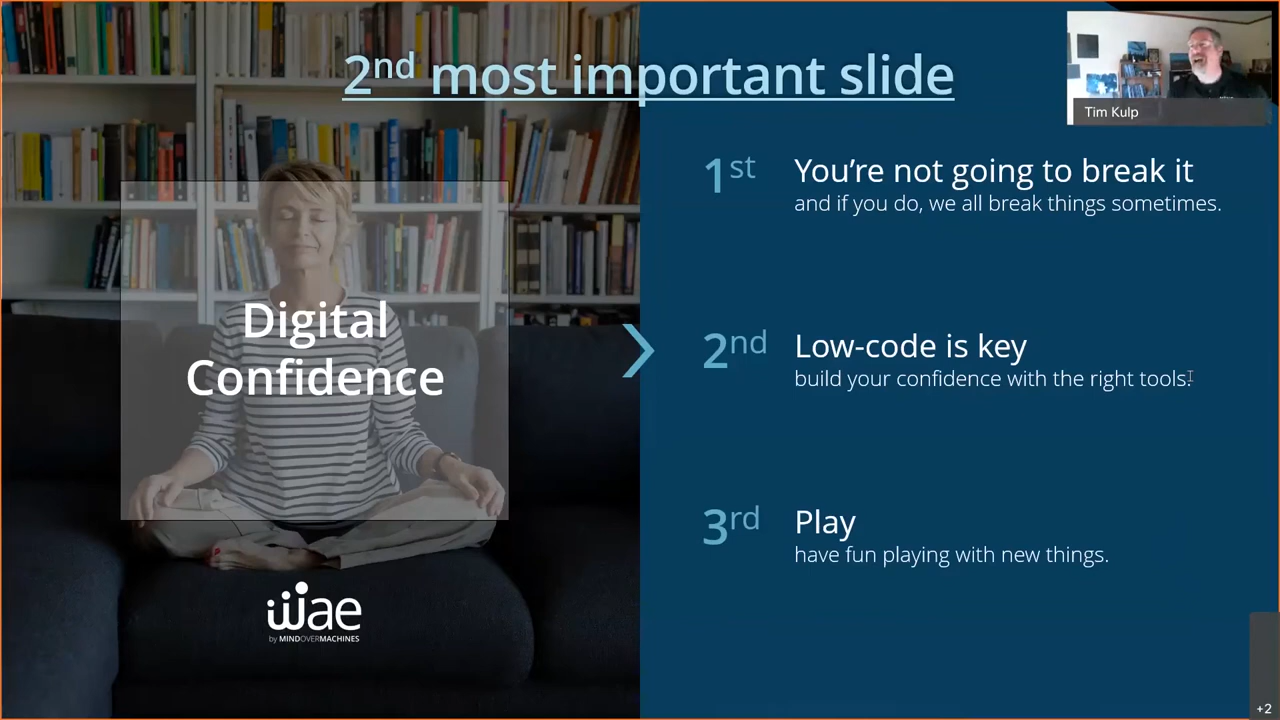 2nd most important slide
Tim Kulp
1st
You’re not going to break it
and if you do, we all break things sometimes.
Digital
Confidence
2nd
Low-code is key
build your confidence with the right tools.
3rd
Play
have fun playing with new things.
wae
by MINDOVERMACHINES
+2